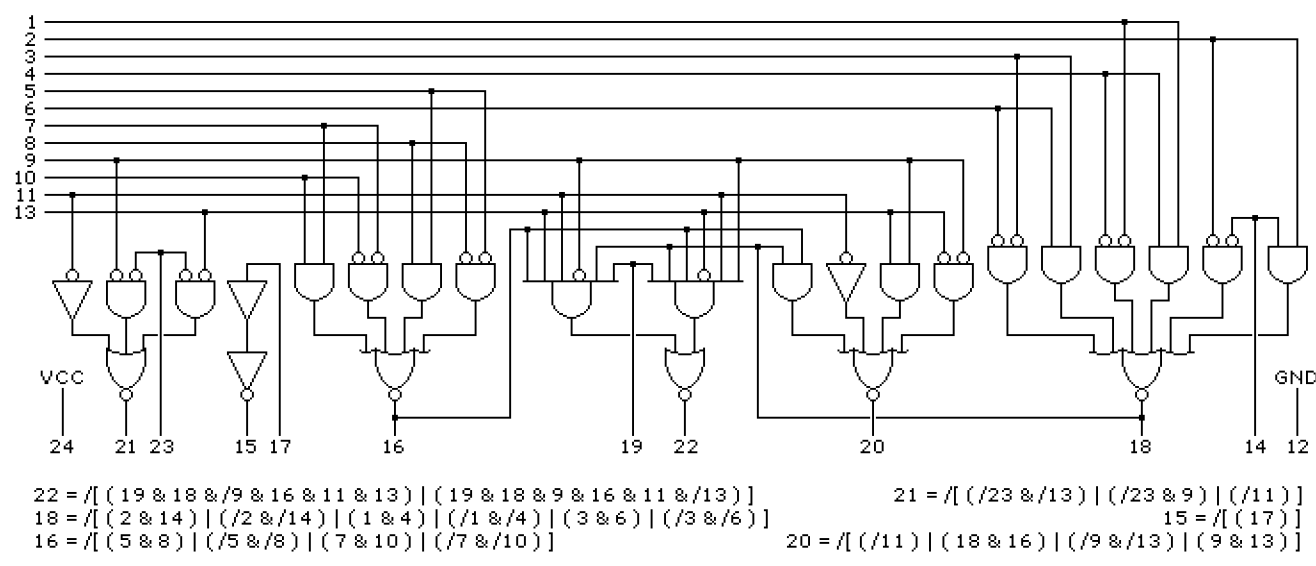 1
2
3
4
5
6
7
8
9
10
11
13
VCC
GND
24 21 23 15 17 16 19 22 20 18 14 12
22 = /[ ( 19 & 18 & /9 & 16 & 11 & 13 ) | ( 19 & 18 & 9 & 16 & 11 & /13 ) ]
21 = /[ ( /23 & /13 ) | ( /23 & 9 ) | ( /11 ) ]
18 = /[ ( 2 & 14 ) | ( /2 & /14 ) | ( 1 & 4 ) | ( /1 & /4 ) | ( 3 & 6 ) | ( /3 & /6 ) ]
15 = /[ ( 17 ) ]
16 = /[ ( 5 & 8 ) | ( /5 & /8 ) | ( 7 & 10 ) | ( /7 & /10 ) ]
20 = /[ ( /11 ) | ( 18 & 16 ) | ( /9 & /13 ) | ( 9 & 13 ) ]